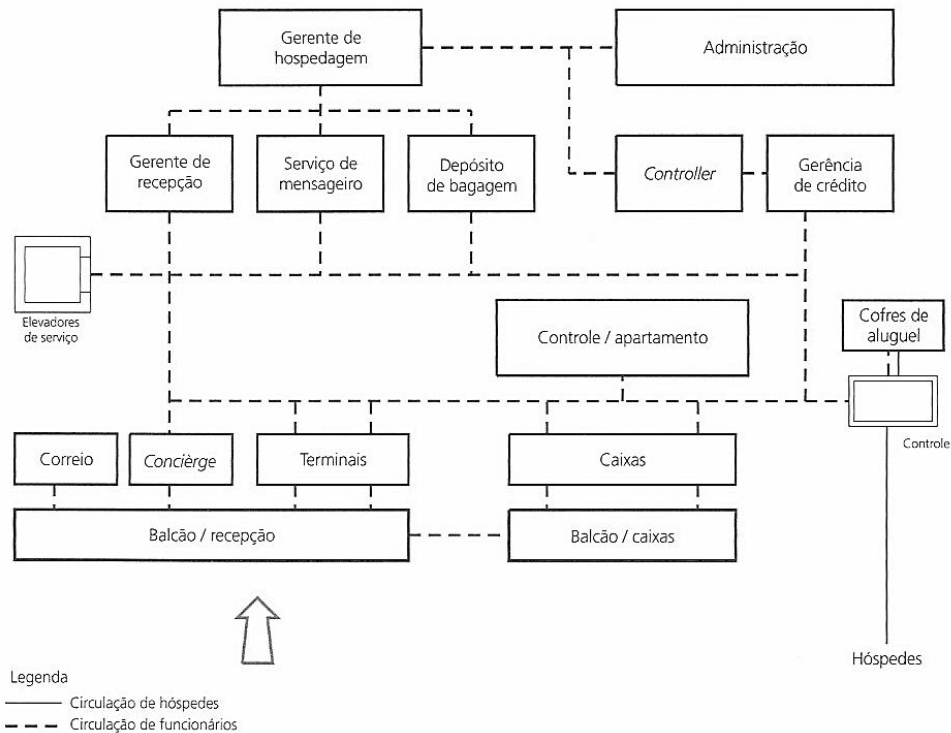 Gerente de
hospedagem
Administração
Gerente de
recepção
Serviço de
mensageiro
Depósito
de bagagem
Controller
Gerência
de crédito
Elevadores
de serviço
Controle / apartamento
Cofres de
aluguel
Controle
Correio
Concièrge
Terminais
Caixas
Balcão / recepção
Balcão / caixas
Hóspedes
Legenda
Circulação de hóspedes
Circulação de funcionários